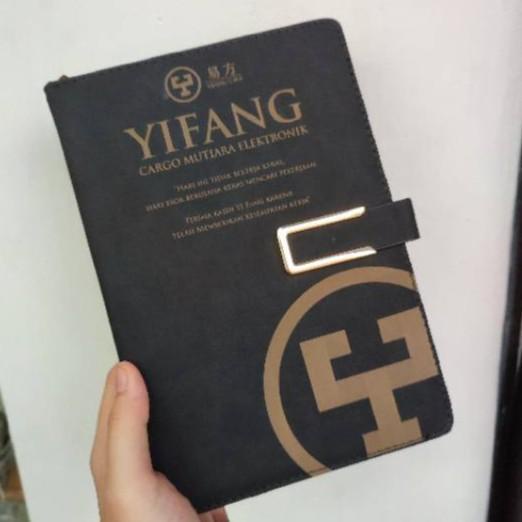 易方
YIFANG
CARGO MUTIARA ELEKTRONIK
"HARI INI TIDAK BEKERJA KERAS,
HARI ESOK BERUSAHA KERAS MENCARI PEKERJAAN
TERIMA KASIH YI FANG KARENA
TELAH MEMBERIKAN KESEMPATAN KERJA"